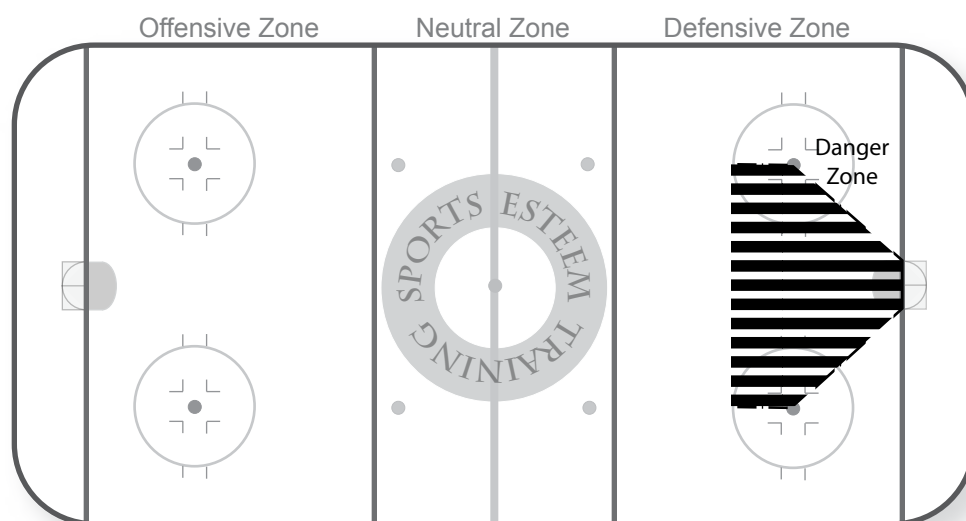 Offensive Zone
Neutral Zone
Defensive Zone
Danger
Zone
SPORTS ESTEEM
TRAINING